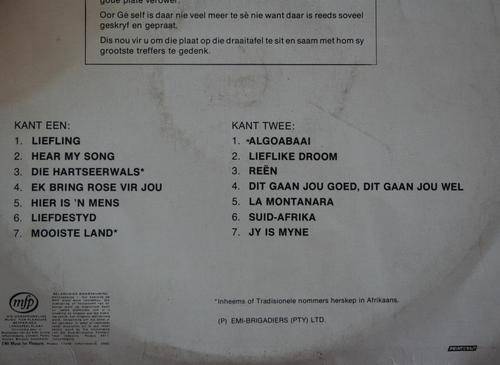 goue plate verower.
Oor Gé self is daar nie veel meer te sê nie want daar is reeds soveel
geskryf en gepraat.
Dis nou vir u om die plaat op die draaitafel te sit en saam met hom sy
grootste treffers te gedenk.
KANT EEN:
1. LIEFLING
2. HEAR MY SONG
3. DIE HARTSEERWALS*
4. EK BRING ROSE VIR JOU
5. HIER IS 'N MENS
6. LIEFDESTYD
7. MOOISTE LAND*
KANT TWEE:
1. *ALGOABAAI
2. LIEFLIKE DROOM
3. REËN
4. DIT GAAN JOU GOED, DIT GAAN JOU WEL
5. LA MONTANARA
6. SUID-AFRIKA
7. JY IS MYNE
*Inheems of Tradisionele nommers herskep in Afrikaans.
(P) EMI-BRIGADIERS (PTY) LTD.
mfp